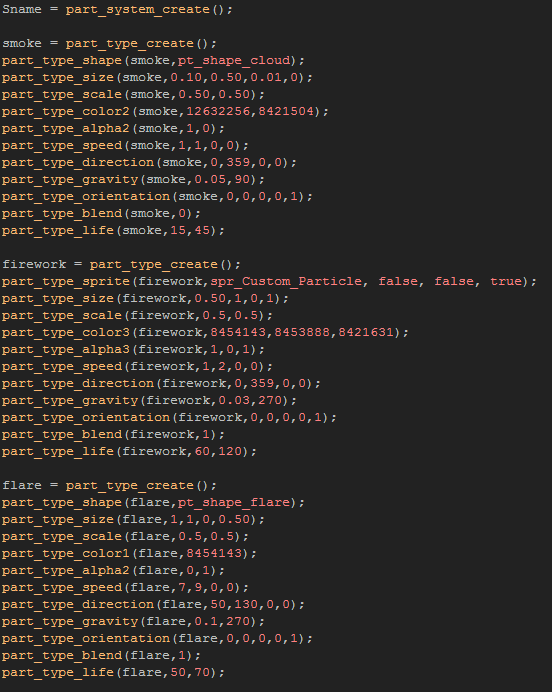 Sname = part_system_create();
smoke = part_type_create();
part_type_shape(smoke,pt_shape_cloud);
part_type_size(smoke,0.10,0.50,0.01,0);
part_type_scale(smoke,0.50,0.50);
part_type_color2(smoke,12632256,8421504);
part_type_alpha2(smoke,1,0);
part_type_speed(smoke,1,1,0,0);
part_type_direction(smoke,0,359,0,0);
part_type_gravity(smoke,0.05,90);
part_type_orientation(smoke,0,0,0,0,1);
part_type_blend(smoke,0);
part_type_life(smoke,15,45);
firework = part_type_create();
part_type_sprite(firework,spr_Custom_Particle, false, false, true);
part_type_size(firework,0.50,1,0,1);
part_type_scale(firework,0.5,0.5);
part_type_color3(firework,8454143,8453888,8421631);
part_type_alpha3(firework,1,0,1);
part_type_speed(firework,1,2,0,0);
part_type_direction(firework,0,359,0,0);
part_type_gravity(firework,0.03,270);
part_type_orientation(firework,0,0,0,0,1);
part_type_blend(firework,1);
part_type_life(firework,60,120);
flare = part_type_create();
part_type_shape(flare,pt_shape_flare);
part_type_size(flare,1,1,0,0.50);
part_type_scale(flare,0.5,0.5);
part_type_color1(flare,8454143);
part_type_alpha2(flare,0,1);
part_type_speed(flare,7,9,0,0);
part_type_direction(flare,50,130,0,0);
part_type_gravity(flare,0.1,270);
part_type_orientation(flare,0,0,0,0,1);
part_type_blend(flare,1);
part_type_life(flare,50,70);